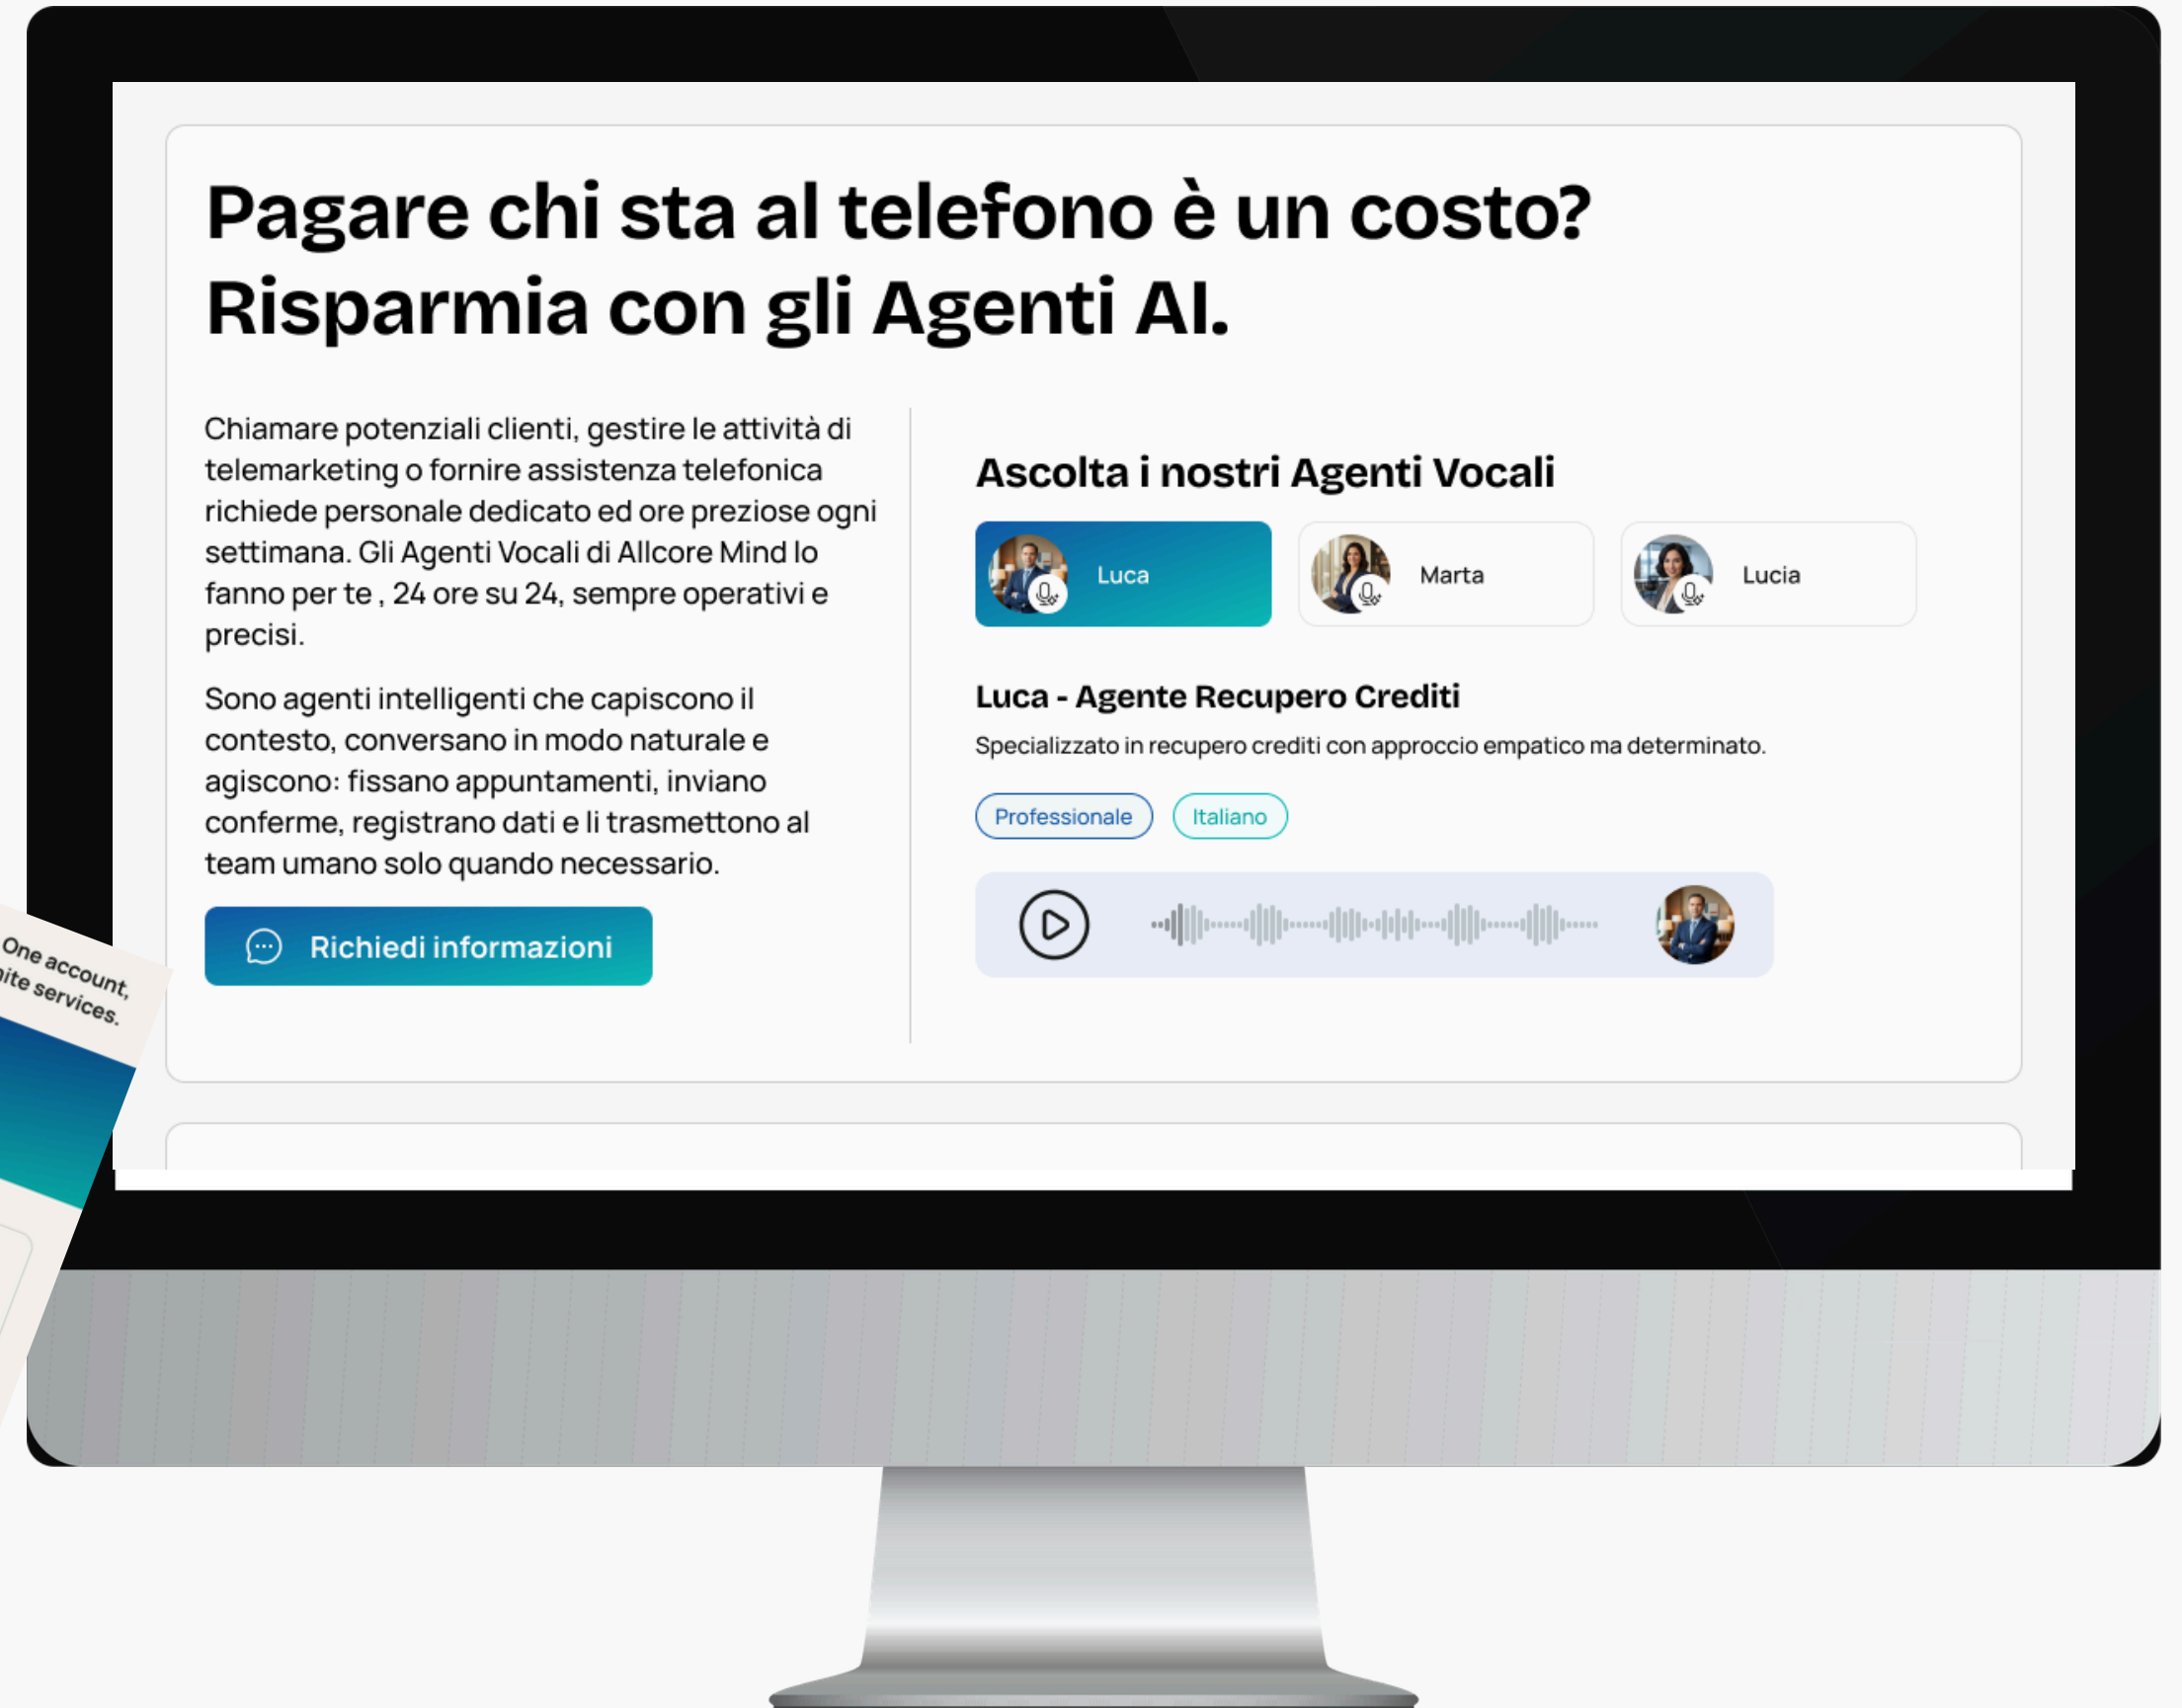 Pagare chi sta al telefono è un costo?
Risparmia con gli Agenti AI.
Chiamare potenziali clienti, gestire le attività di
telemarketing o fornire assistenza telefonica
richiede personale dedicato ed ore preziose ogni
settimana. Gli Agenti Vocali di Allcore Mind lo
fanno per te , 24 ore su 24, sempre operativi e
precisi.
Sono agenti intelligenti che capiscono il
contesto, conversano in modo naturale e
agiscono: fissano appuntamenti, inviano
conferme, registrano dati e li trasmettono al
team umano solo quando necessario.
Richiedi informazioni
Ascolta i nostri Agenti Vocali
Luca
Marta
Lucia
Luca - Agente Recupero Crediti
Specializzato in recupero crediti con approccio empatico ma determinato.
Professionale
Italiano
One account,
services.